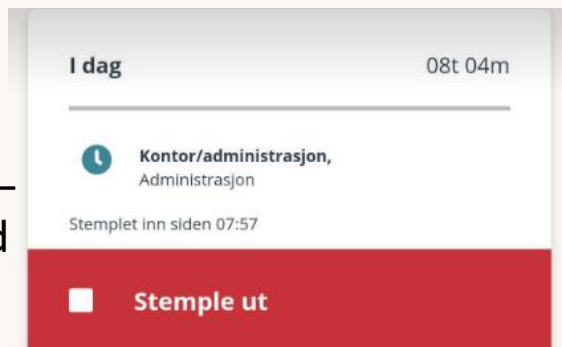 I dag 08t 04m
Kontor/administrasjon,
Administrasjon
Stemplet inn siden 07:57
Stemple ut